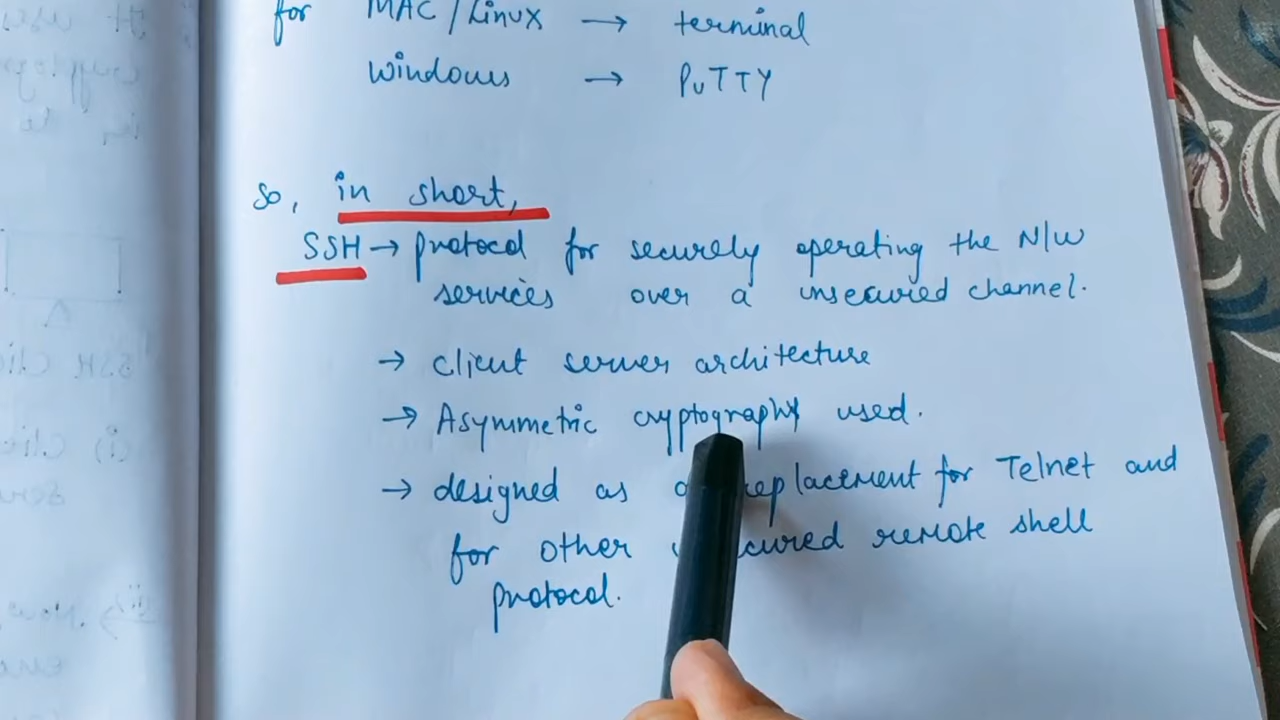 for MAC/Linux → terminal
windows → PuTTY
So, in short,
SSH → protocol for securely operating the N/W
services over a unsecured channel.
→ client server architecture
→ Asymmetric cryptography used.
→ designed as replacement for Telnet and
for other remote shell
protocol.